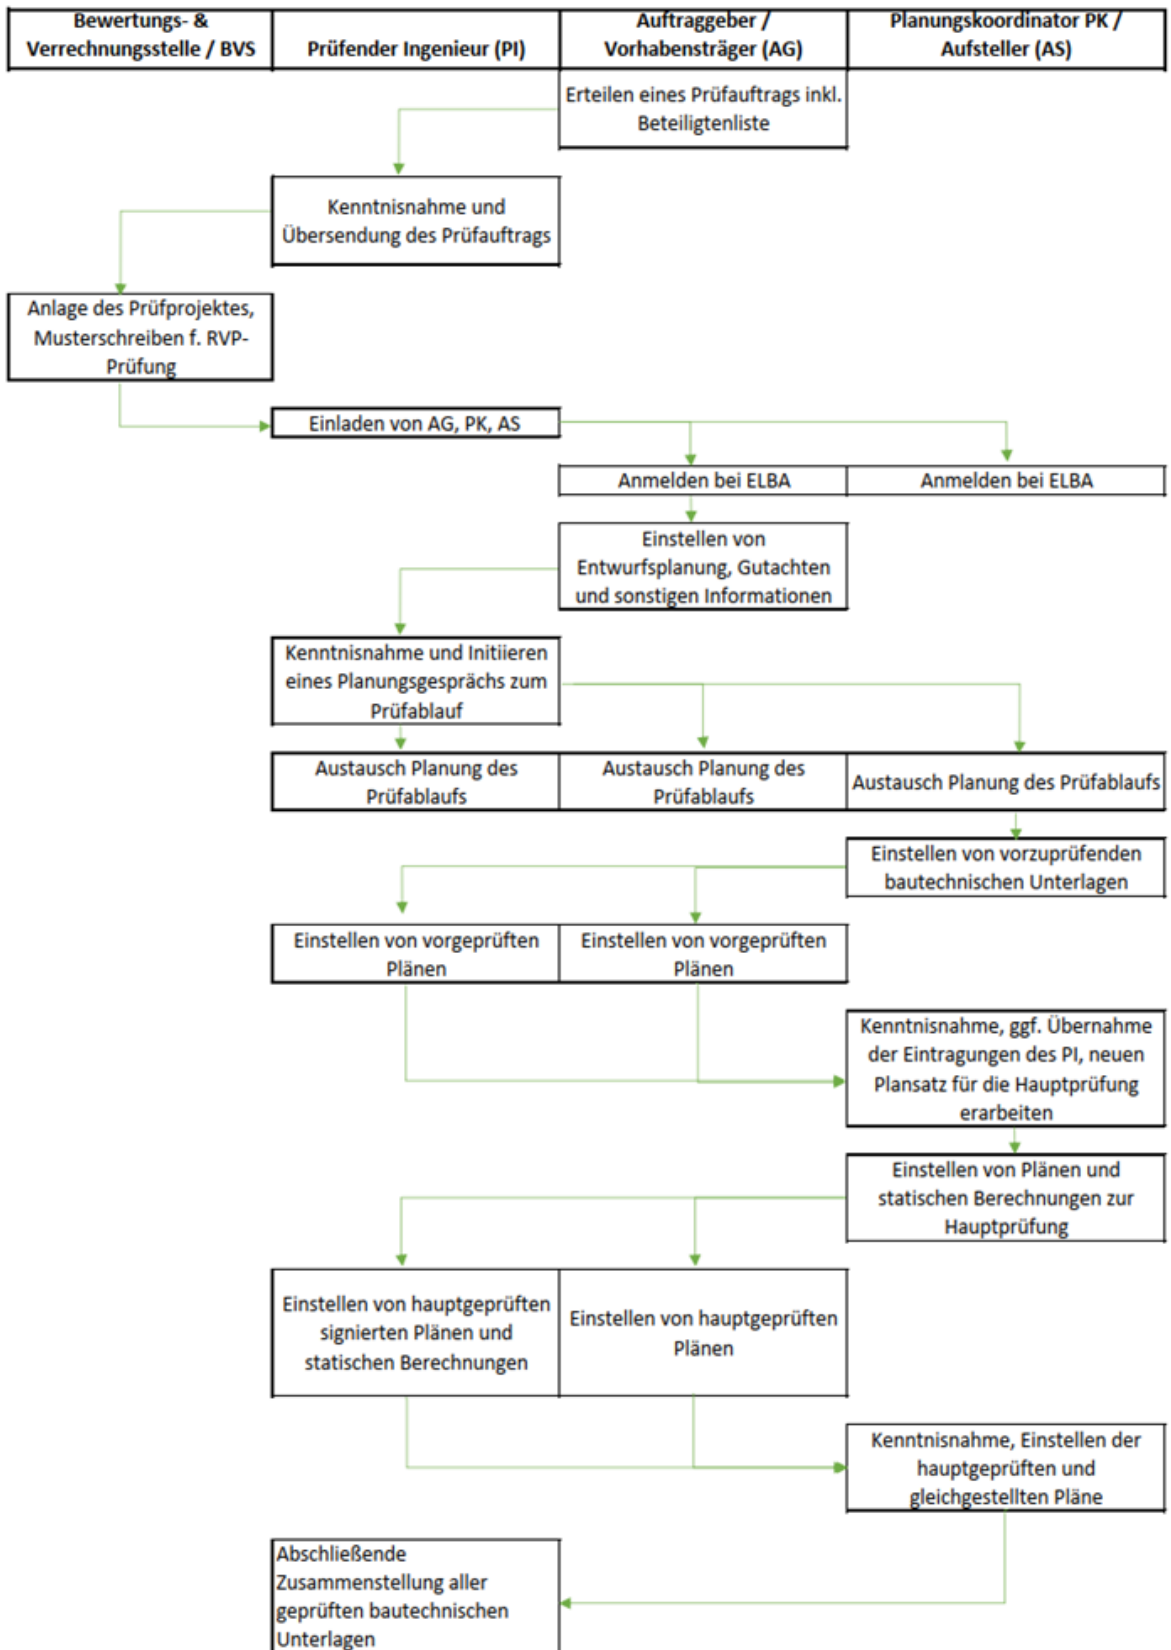 Bewertungs- &
Verrechnungsstelle / BVS
Prüfender Ingenieur (PI)
Auftraggeber /
Vorhabensträger (AG)
Planungskoordinator PK /
Aufsteller (AS)
Erteilen eines Prüfauftrags inkl.
Beteiligtenliste
Kenntnisnahme und
Übersendung des Prüfauftrags
Anlage des Prüfprojektes,
Musterschreiben f. RVP-
Prüfung
Einladen von AG, PK, AS
Anmelden bei ELBA
Anmelden bei ELBA
Einstellen von
Entwurfsplanung, Gutachten
und sonstigen Informationen
Kenntnisnahme und Initiieren
eines Planungsgesprächs zum
Prüfablauf
Austausch Planung des
Prüfablaufs
Austausch Planung des
Prüfablaufs
Austausch Planung des Prüfablaufs
Einstellen von vorzuprüfenden
bautechnischen Unterlagen
Einstellen von vorgeprüften
Plänen
Einstellen von vorgeprüften
Plänen
Kenntnisnahme, ggf. Übernahme
der Eintragungen des PI, neuen
Plansatz für die Hauptprüfung
erarbeiten
Einstellen von Plänen und
statischen Berechnungen zur
Hauptprüfung
Einstellen von hauptgeprüften
signierten Plänen und
statischen Berechnungen
Einstellen von hauptgeprüften
Plänen
Kenntnisnahme, Einstellen der
hauptgeprüften und
gleichgestellten Pläne
Abschließende
Zusammenstellung aller
geprüften bautechnischen
Unterlagen